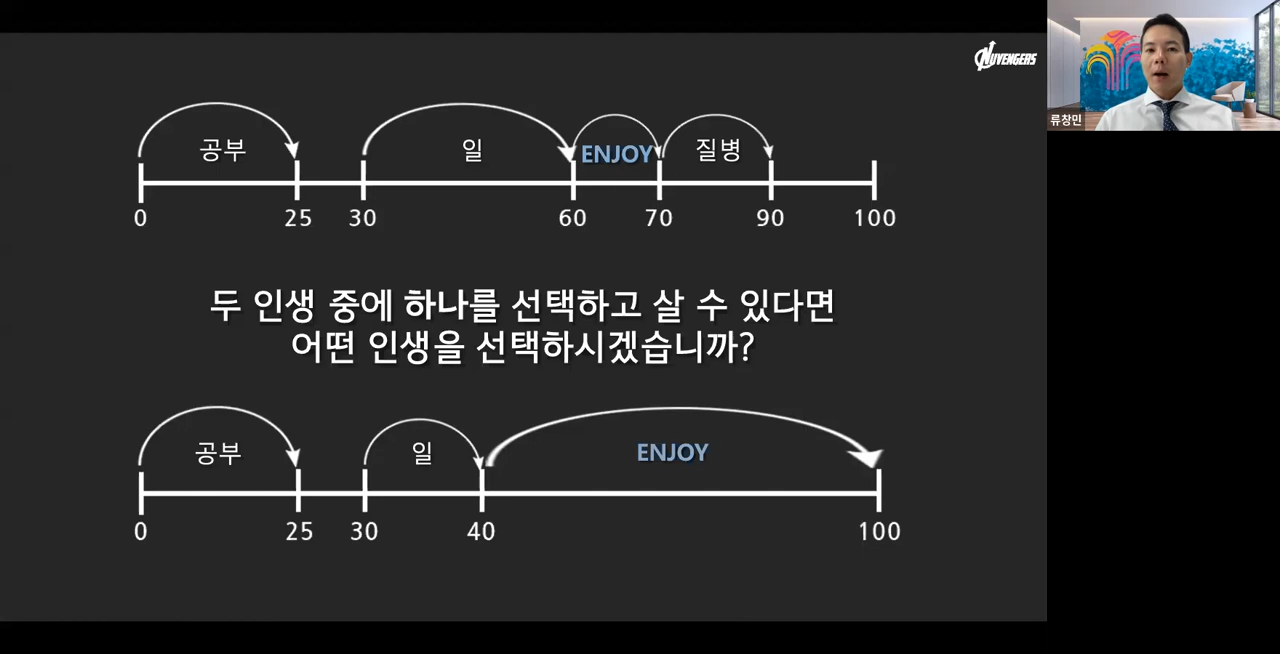 NUVENGERS
류창민
공부 일 ENJOY 질병
0 25 30 60 70 90 100
두 인생 중에 하나를 선택하고 살 수 있다면
어떤 인생을 선택하시겠습니까?
공부 일 ENJOY
0 25 30 40 100